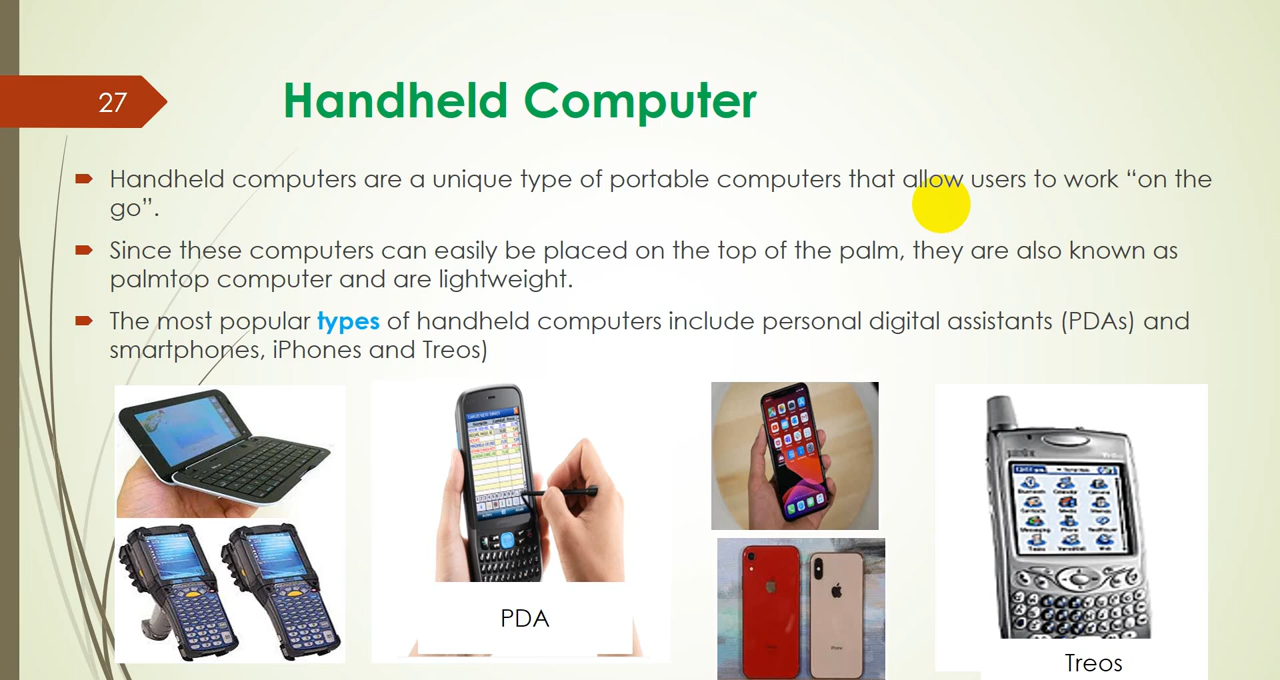 27
Handheld Computer
Handheld computers are a unique type of portable computers that allow users to work “on the
go”.
Since these computers can easily be placed on the top of the palm, they are also known as
palmtop computer and are lightweight.
The most popular types of handheld computers include personal digital assistants (PDAs) and
smartphones, iPhones and Treos)
PDA
Treos